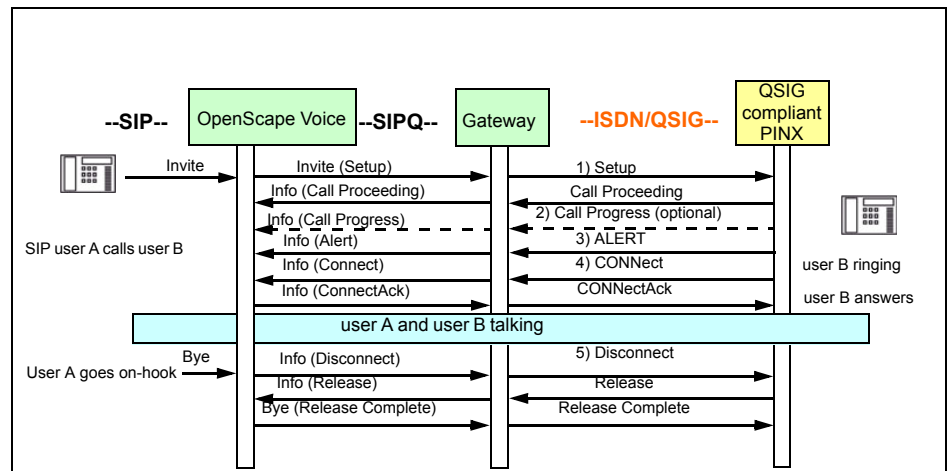 QSIG
compliant
PINX
--SIP--
OpenScape Voice
--SIPQ--
Gateway
--ISDN/QSIG--
Invite
Invite (Setup)
1) Setup
Info (Call Proceeding)
Call Proceeding
Info (Call Progress)
2) Call Progress (optional)
SIP user A calls user B
Info (Alert)
3) ALERT
Info (Connect)
4) CONNect
user B ringing
Info (ConnectAck)
CONNectAck
user B answers
user A and user B talking
Bye
User A goes on-hook
Info (Disconnect)
5) Disconnect
Info (Release)
Release
Bye (Release Complete)
Release Complete